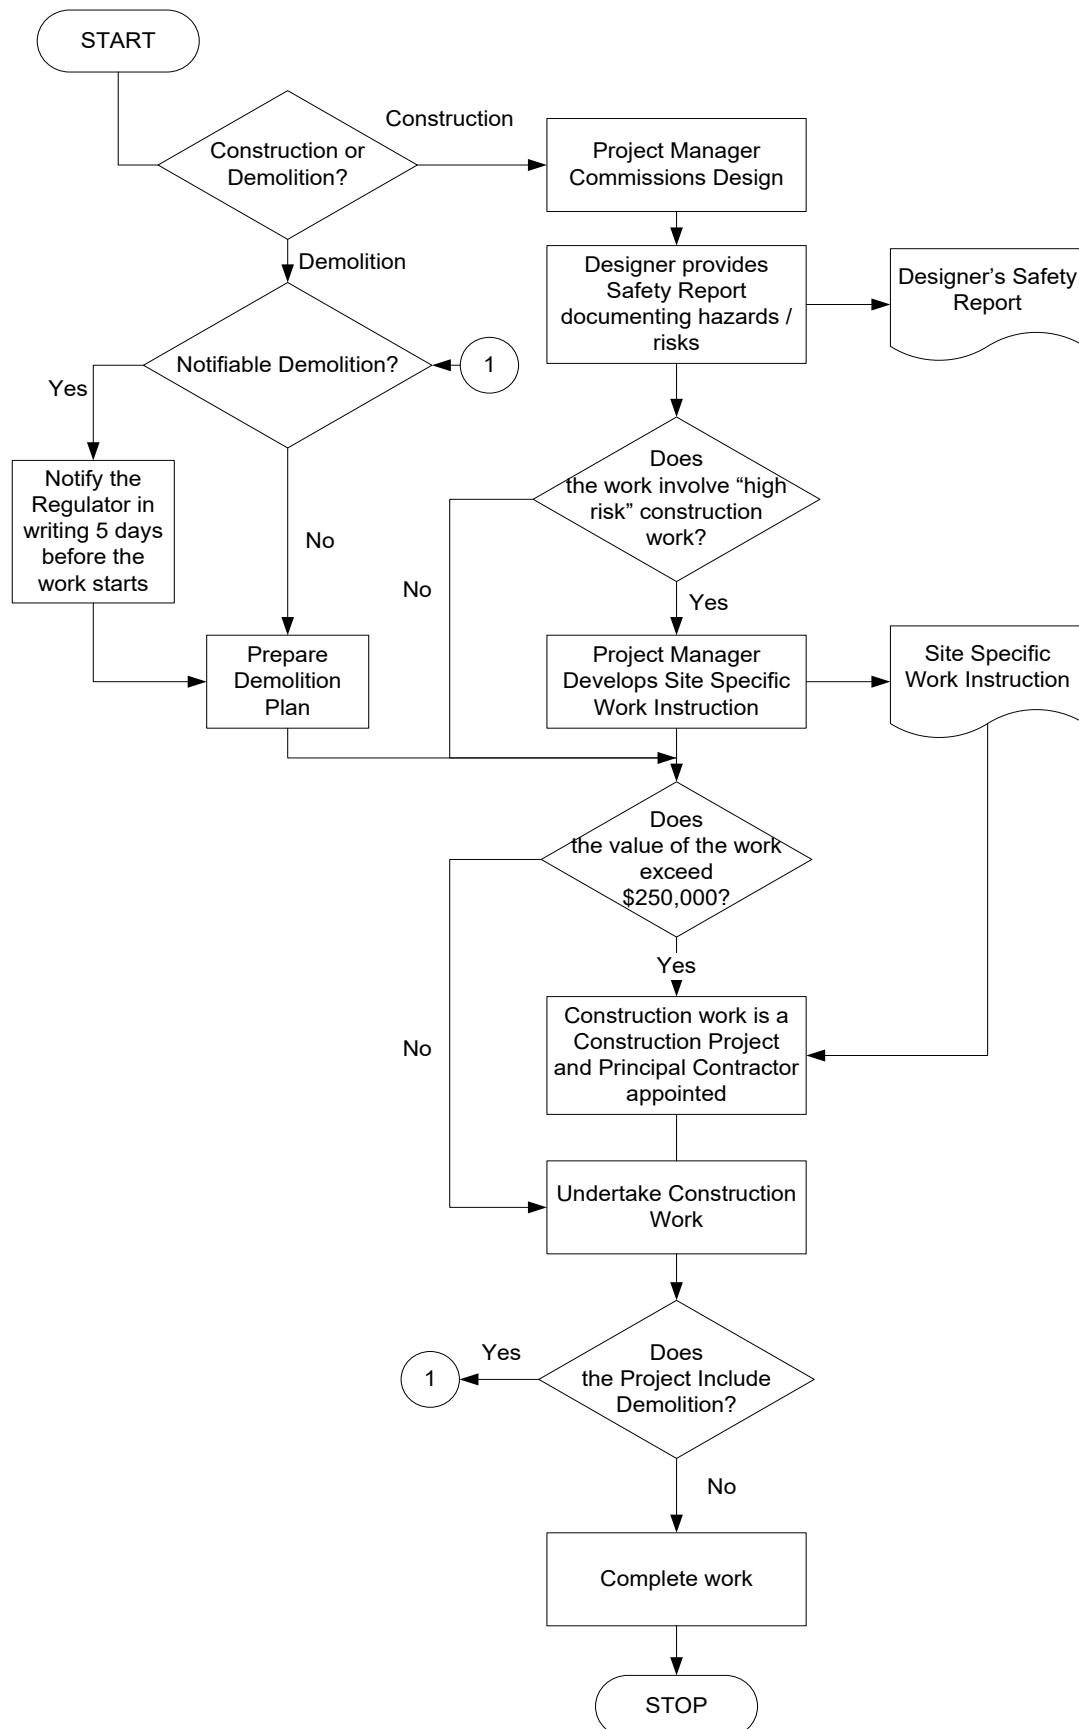 START
Construction
Construction or
Demolition?
Project Manager
Commissions Design
Demolition
Designer provides
Safety Report
documenting hazards /
risks
Designer’s Safety
Report
Notifiable Demolition?
1
Yes
Notify the
Regulator in
writing 5 days
before the
work starts
No
Does
the work involve “high
risk” construction
work?
No
Yes
Prepare
Demolition
Plan
Project Manager
Develops Site Specific
Work Instruction
Site Specific
Work Instruction
Does
the value of the work
exceed
$250,000?
Yes
No
Construction work is a
Construction Project
and Principal Contractor
appointed
Undertake Construction
Work
Does
the Project Include
Demolition?
Yes
1
No
Complete work
STOP